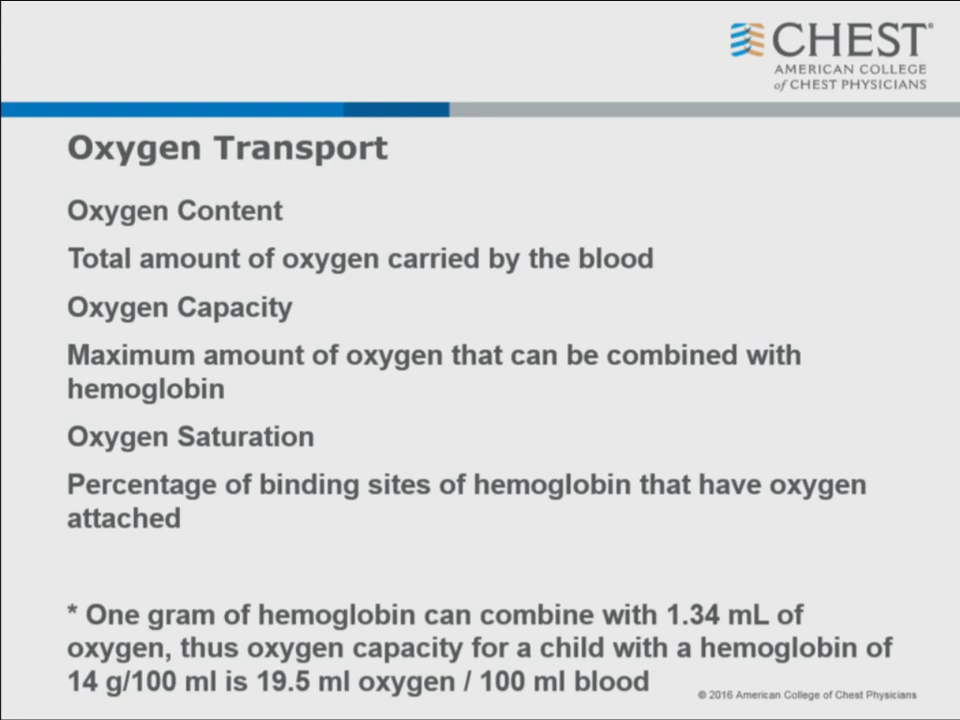 CHEST®
AMERICAN COLLEGE
of CHEST PHYSICIANS
Oxygen Transport
Oxygen Content
Total amount of oxygen carried by the blood
Oxygen Capacity
Maximum amount of oxygen that can be combined with
hemoglobin
Oxygen Saturation
Percentage of binding sites of hemoglobin that have oxygen
attached
* One gram of hemoglobin can combine with 1.34 mL of
oxygen, thus oxygen capacity for a child with a hemoglobin of
14 g/100 ml is 19.5 ml oxygen / 100 ml blood
© 2016 American College of Chest Physicians